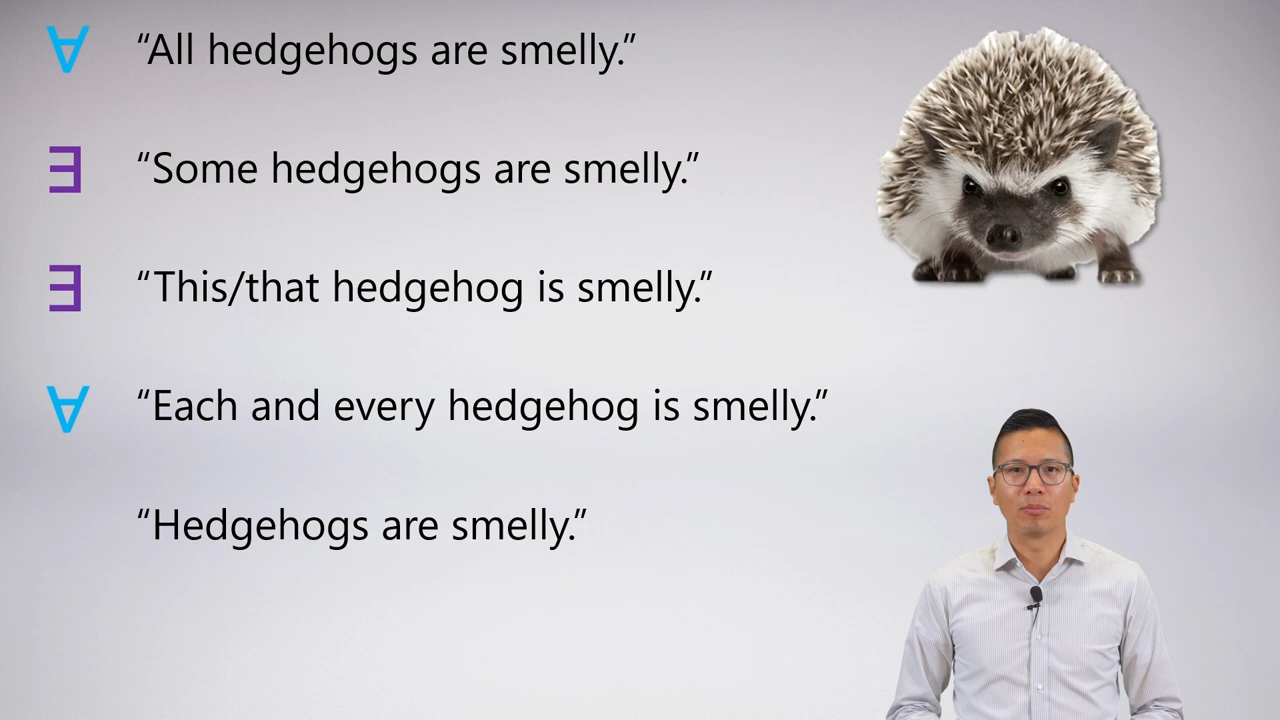 ∀ “All hedgehogs are smelly.”
∃ “Some hedgehogs are smelly.”
∃ “This/that hedgehog is smelly.”
∀ “Each and every hedgehog is smelly.”
“Hedgehogs are smelly.”